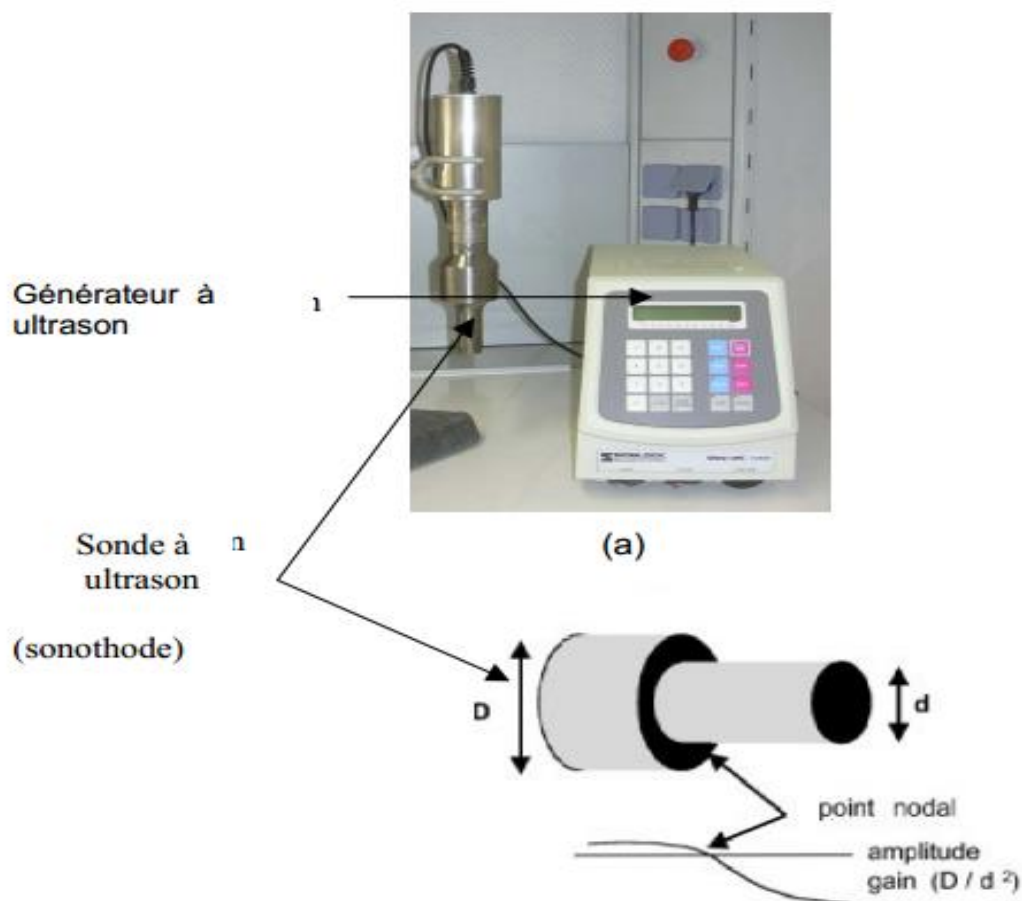 Générateur à
ultrason
(a)
Sonde à
ultrason
(sonothode)
D
d
point nodal
amplitude
gain (D / d ²)